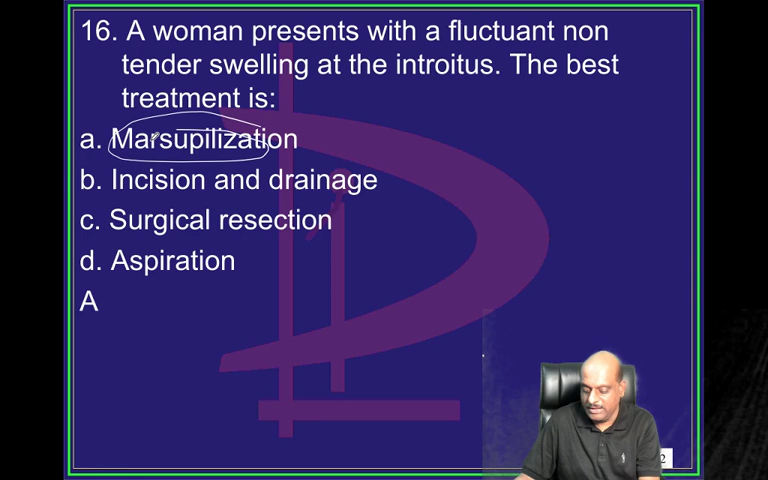 16. A woman presents with a fluctuant non
tender swelling at the introitus. The best
treatment is:
a. Marsupilization
b. Incision and drainage
c. Surgical resection
d. Aspiration
A
2